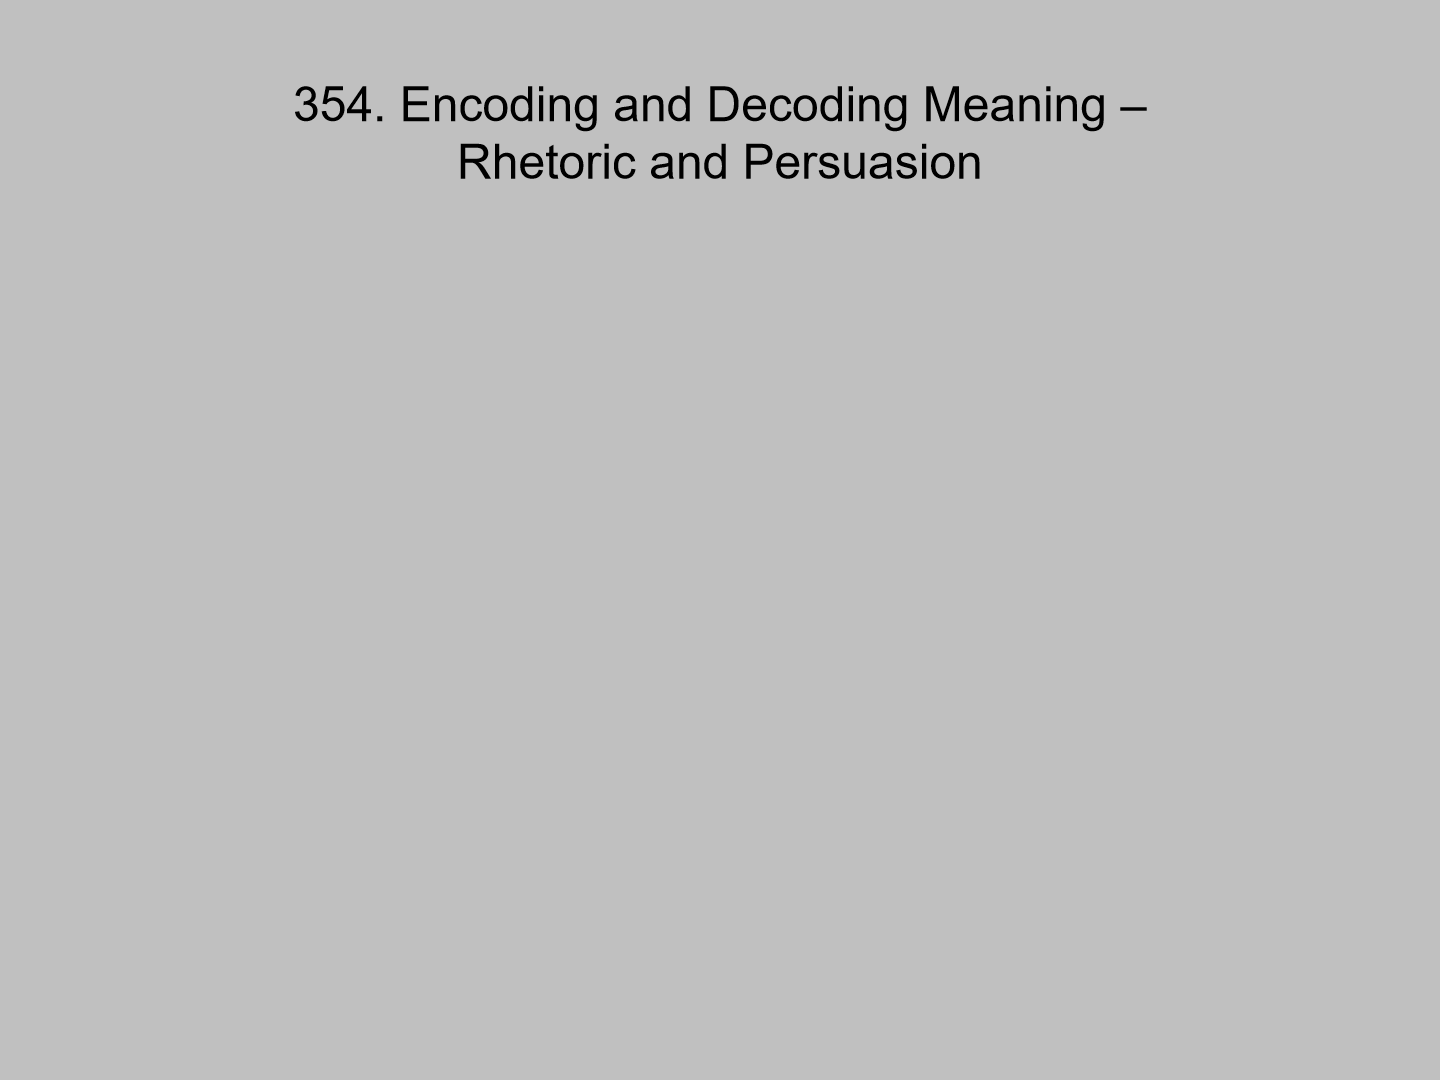 354. Encoding and Decoding Meaning –
Rhetoric and Persuasion